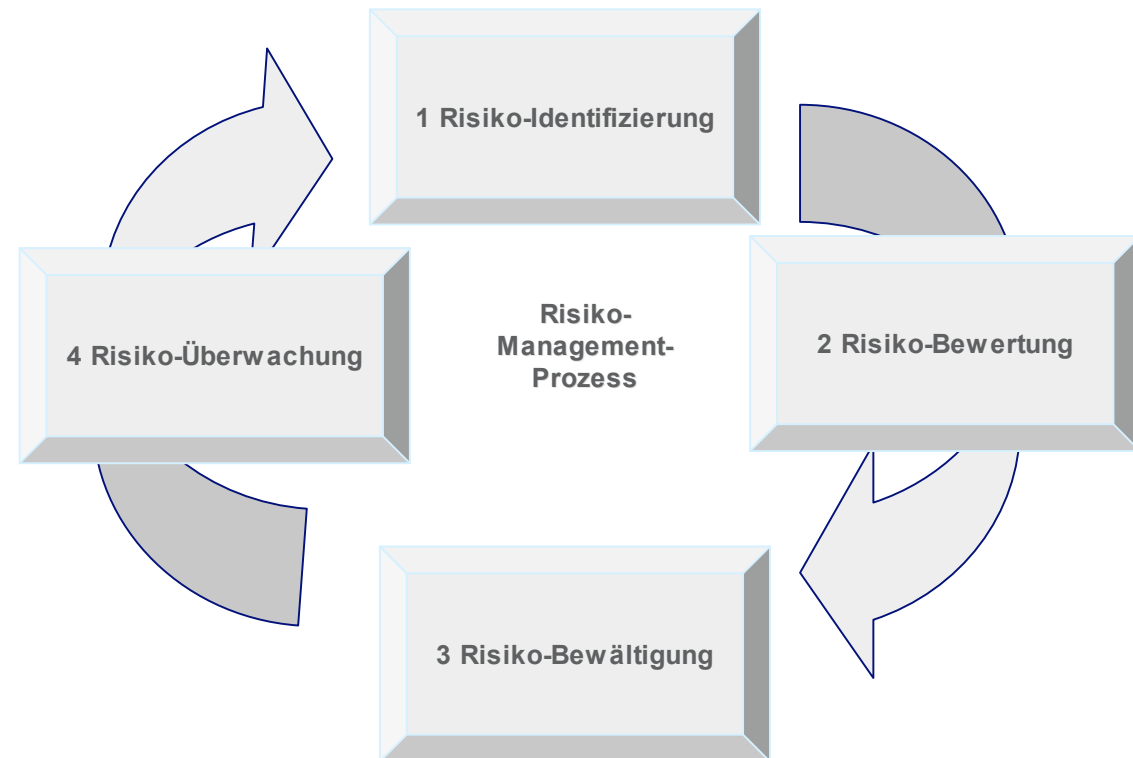 1 Risiko-Identifizierung
2 Risiko-Bewertung
3 Risiko-Bewältigung
4 Risiko-Überwachung
Risiko-
Management-
Prozess